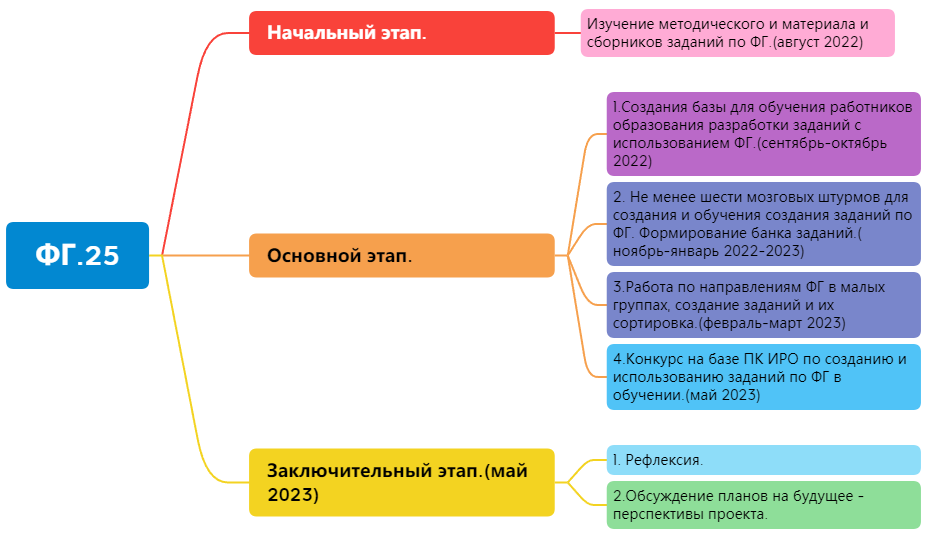 ФГ.25
Начальный этап.
Изучение методического и материала и
сборников заданий по ФГ.(август 2022)
Основной этап.
1.Создания базы для обучения работников
образования разработки заданий с
использованием ФГ.(сентябрь-октябрь
2022)
2. Не менее шести мозговых штурмов для
создания и обучения создания заданий по
ФГ. Формирование банка заданий.(
ноябрь-январь 2022-2023)
3.Работа по направлениям ФГ в малых
группах, создание заданий и их
сортировка.(февраль-март 2023)
4.Конкурс на базе ПК ИРО по созданию и
использованию заданий по ФГ в
обучении.(май 2023)
Заключительный этап.(май
2023)
1. Рефлексия.
2.Обсуждение планов на будущее -
перспективы проекта.